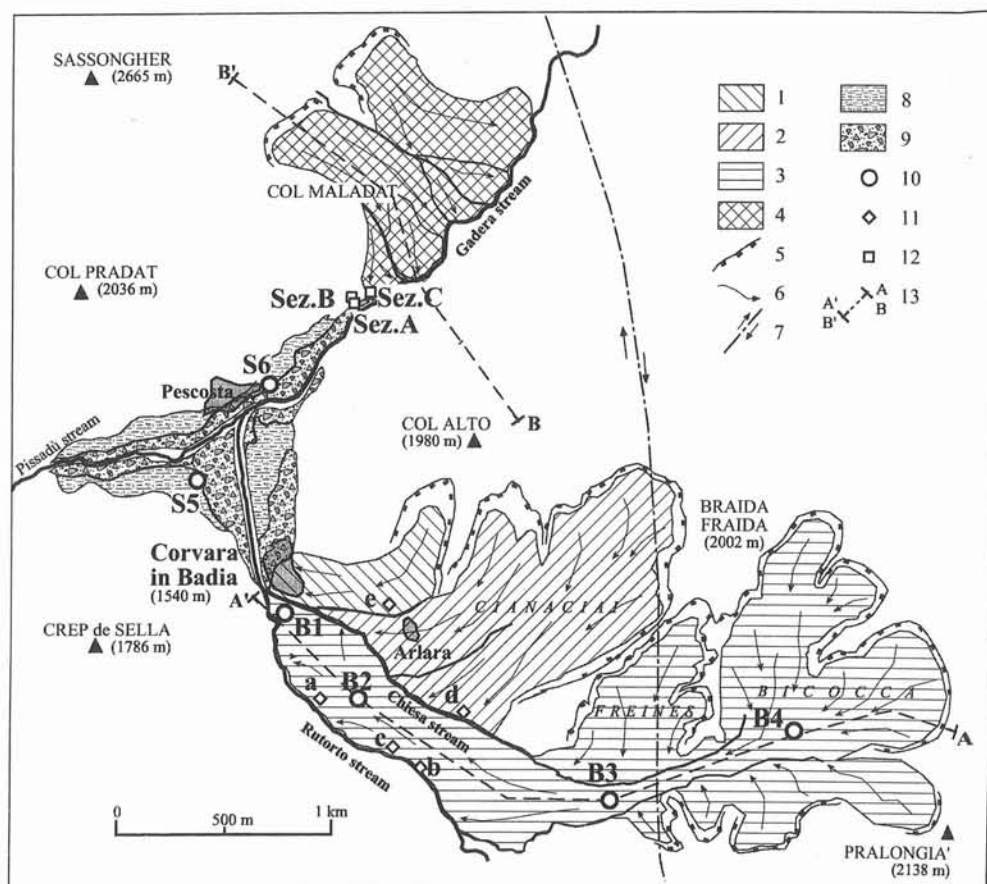 SASSONGHER
(2665 m)
B'
1
2
3
4
5
6
7
8
9
10
11
12
13
A'
B'
A
B
COL MALADAT
Gadera stream
COL PRADAT
(2036 m)
Sez.B
Sez.C
Sez.A
S6
Pescosta
Pissadù stream
B
COL ALTO
(1980 m)
S5
BRAIDA
FRAIDA
(2002 m)
Corvara
in Badia
(1540 m)
A'
e
CIANACIAI
B1
Arlara
CREP de SELLA
(1786 m)
a
B2
Chiesa stream
d
FREINES
BICOCCA
B4
A
Rutorto stream
c
b
B3
0
500 m
1 km
PRALONGIA'
(2138 m)